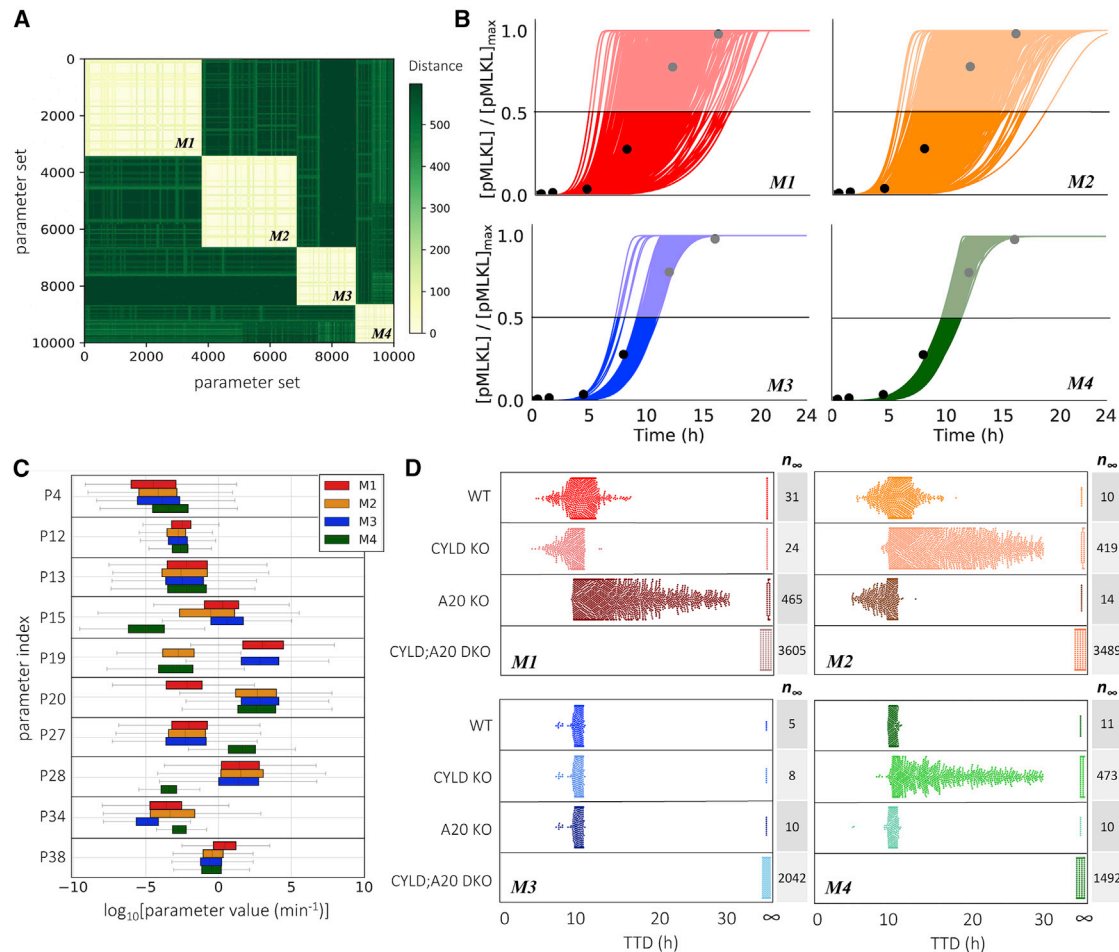 A
0
2000
4000
6000
8000
10000
parameter set
M1
M2
M3
M4
0 2000 4000 6000 8000 10000
parameter set
Distance
500
400
300
200
100
0
B
[pMLKL] / [pMLKL]max
1.0
0.5
0.0
M1
M2
[pMLKL] / [pMLKL]max
1.0
0.5
0.0
M3
M4
0 5 10 15 20 24
Time (h)
0 5 10 15 20 24
Time (h)
C
parameter index
P4
P12
P13
P15
P19
P20
P27
P28
P34
P38
M1
M2
M3
M4
−10 −5 0 5 10
log10[parameter value (min−1)]
D
n∞
n∞
WT 31 10
CYLD KO 24 419
A20 KO 465 14
CYLD;A20 DKO M1 3605 M2 3489
n∞
n∞
WT 5 11
CYLD KO 8 473
A20 KO 10 10
CYLD;A20 DKO M3 2042 M4 1492
0 10 20 30 ∞
TTD (h)
0 10 20 30 ∞
TTD (h)